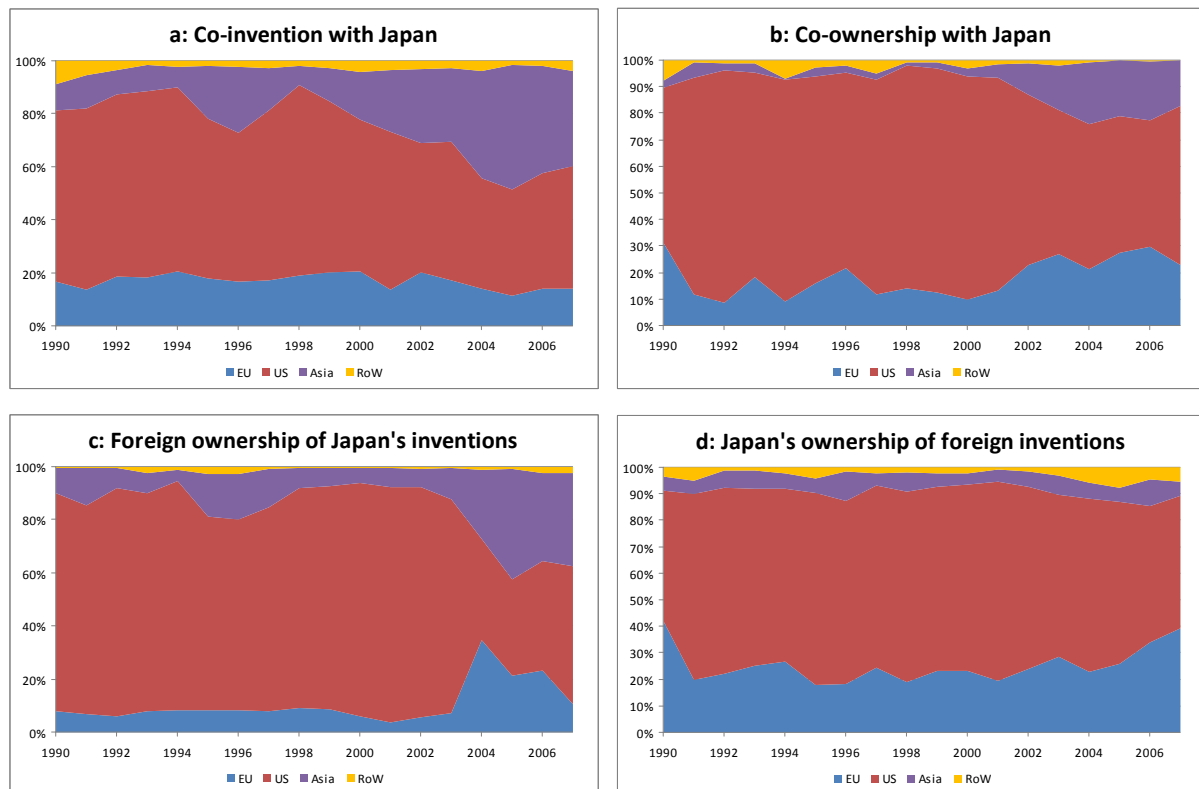 a: Co-invention with Japan
100%
80%
60%
40%
20%
0%
1990 1992 1994 1996 1998 2000 2002 2004 2006
EU US Asia RoW
b: Co-ownership with Japan
100%
90%
80%
70%
60%
50%
40%
30%
20%
10%
0%
1990 1992 1994 1996 1998 2000 2002 2004 2006
EU US Asia RoW
c: Foreign ownership of Japan's inventions
100%
80%
60%
40%
20%
0%
1990 1992 1994 1996 1998 2000 2002 2004 2006
EU US Asia RoW
d: Japan's ownership of foreign inventions
100%
90%
80%
70%
60%
50%
40%
30%
20%
10%
0%
1990 1992 1994 1996 1998 2000 2002 2004 2006
EU US Asia RoW